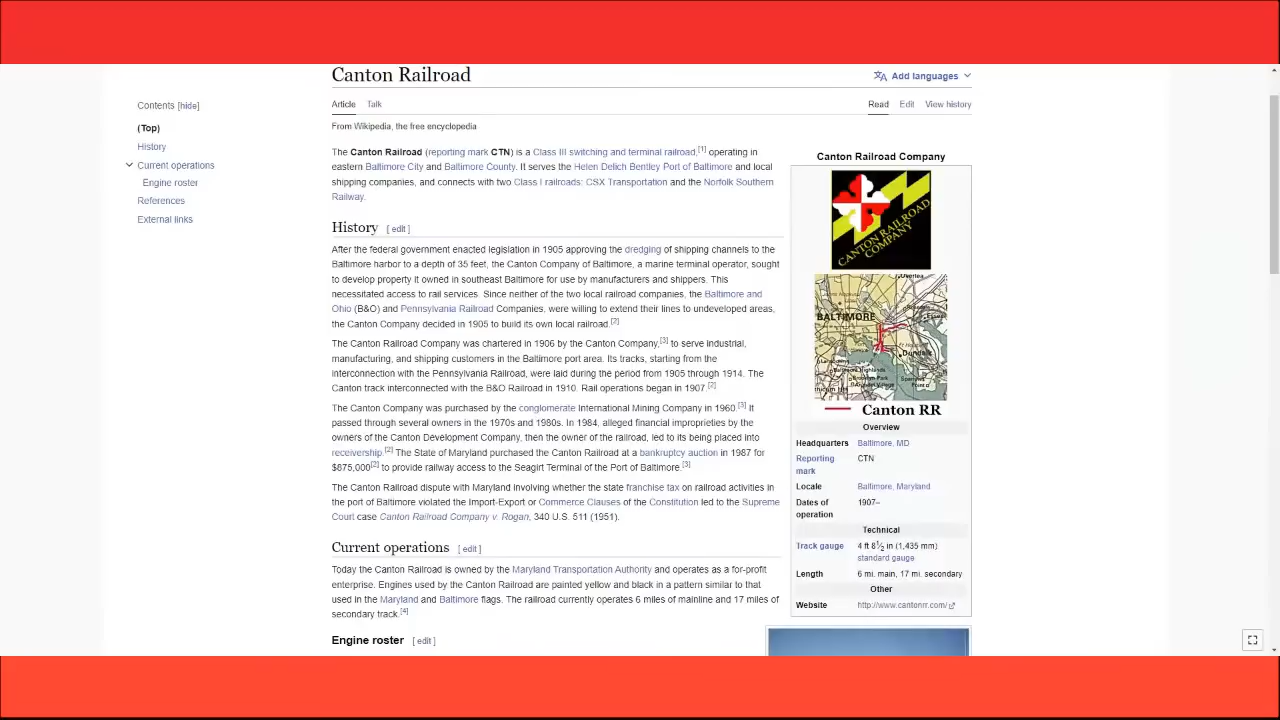 Canton Railroad
Add languages
Article Talk
Read Edit View history
From Wikipedia, the free encyclopedia
Contents [hide]
(Top)
History
Current operations
Engine roster
References
External links
The Canton Railroad (reporting mark CTN) is a Class III switching and terminal railroad,[1] operating in
eastern Baltimore City and Baltimore County. It serves the Helen Delich Bentley Port of Baltimore and local
shipping companies, and connects with two Class I railroads: CSX Transportation and the Norfolk Southern
Railway.
History [ edit ]
After the federal government enacted legislation in 1905 approving the dredging of shipping channels to the
Baltimore harbor to a depth of 35 feet, the Canton Company of Baltimore, a marine terminal operator, sought
to develop property it owned in southeast Baltimore for use by manufacturers and shippers. This
necessitated access to rail services. Since neither of the two local railroad companies, the Baltimore and
Ohio (B&O) and Pennsylvania Railroad Companies, were willing to extend their lines to undeveloped areas,
the Canton Company decided in 1905 to build its own local railroad.[2]
The Canton Railroad Company was chartered in 1906 by the Canton Company,[3] to serve industrial,
manufacturing, and shipping customers in the Baltimore port area. Its tracks, starting from the
interconnection with the Pennsylvania Railroad, were laid during the period from 1905 through 1914. The
Canton track interconnected with the B&O Railroad in 1910. Rail operations began in 1907.[2]
The Canton Company was purchased by the conglomerate International Mining Company in 1960.[3] It
passed through several owners in the 1970s and 1980s. In 1984, alleged financial improprieties by the
owners of the Canton Development Company, then the owner of the railroad, led to its being placed into
receivership.[2] The State of Maryland purchased the Canton Railroad at a bankruptcy auction in 1987 for
$875,000[2] to provide railway access to the Seagirt Terminal of the Port of Baltimore.[3]
The Canton Railroad dispute with Maryland involving whether the state franchise tax on railroad activities in
the port of Baltimore violated the Import-Export or Commerce Clauses of the Constitution led to the Supreme
Court case Canton Railroad Company v. Rogan, 340 U.S. 511 (1951).
Current operations [ edit ]
Today the Canton Railroad is owned by the Maryland Transportation Authority and operates as a for-profit
enterprise. Engines used by the Canton Railroad are painted yellow and black in a pattern similar to that
used in the Maryland and Baltimore flags. The railroad currently operates 6 miles of mainline and 17 miles of
secondary track.[4]
Engine roster [ edit ]
Canton Railroad Company
CANTON RAILROAD
COMPANY
BALTIMORE
Dundalk
Canton RR
Overview
Headquarters Baltimore, MD
Reporting mark CTN
Locale Baltimore, Maryland
Dates of operation 1907–
Technical
Track gauge 4 ft 8 1⁄2 in (1,435 mm)
standard gauge
Length 6 mi. main, 17 mi. secondary
Other
Website http://www.cantonrr.com/